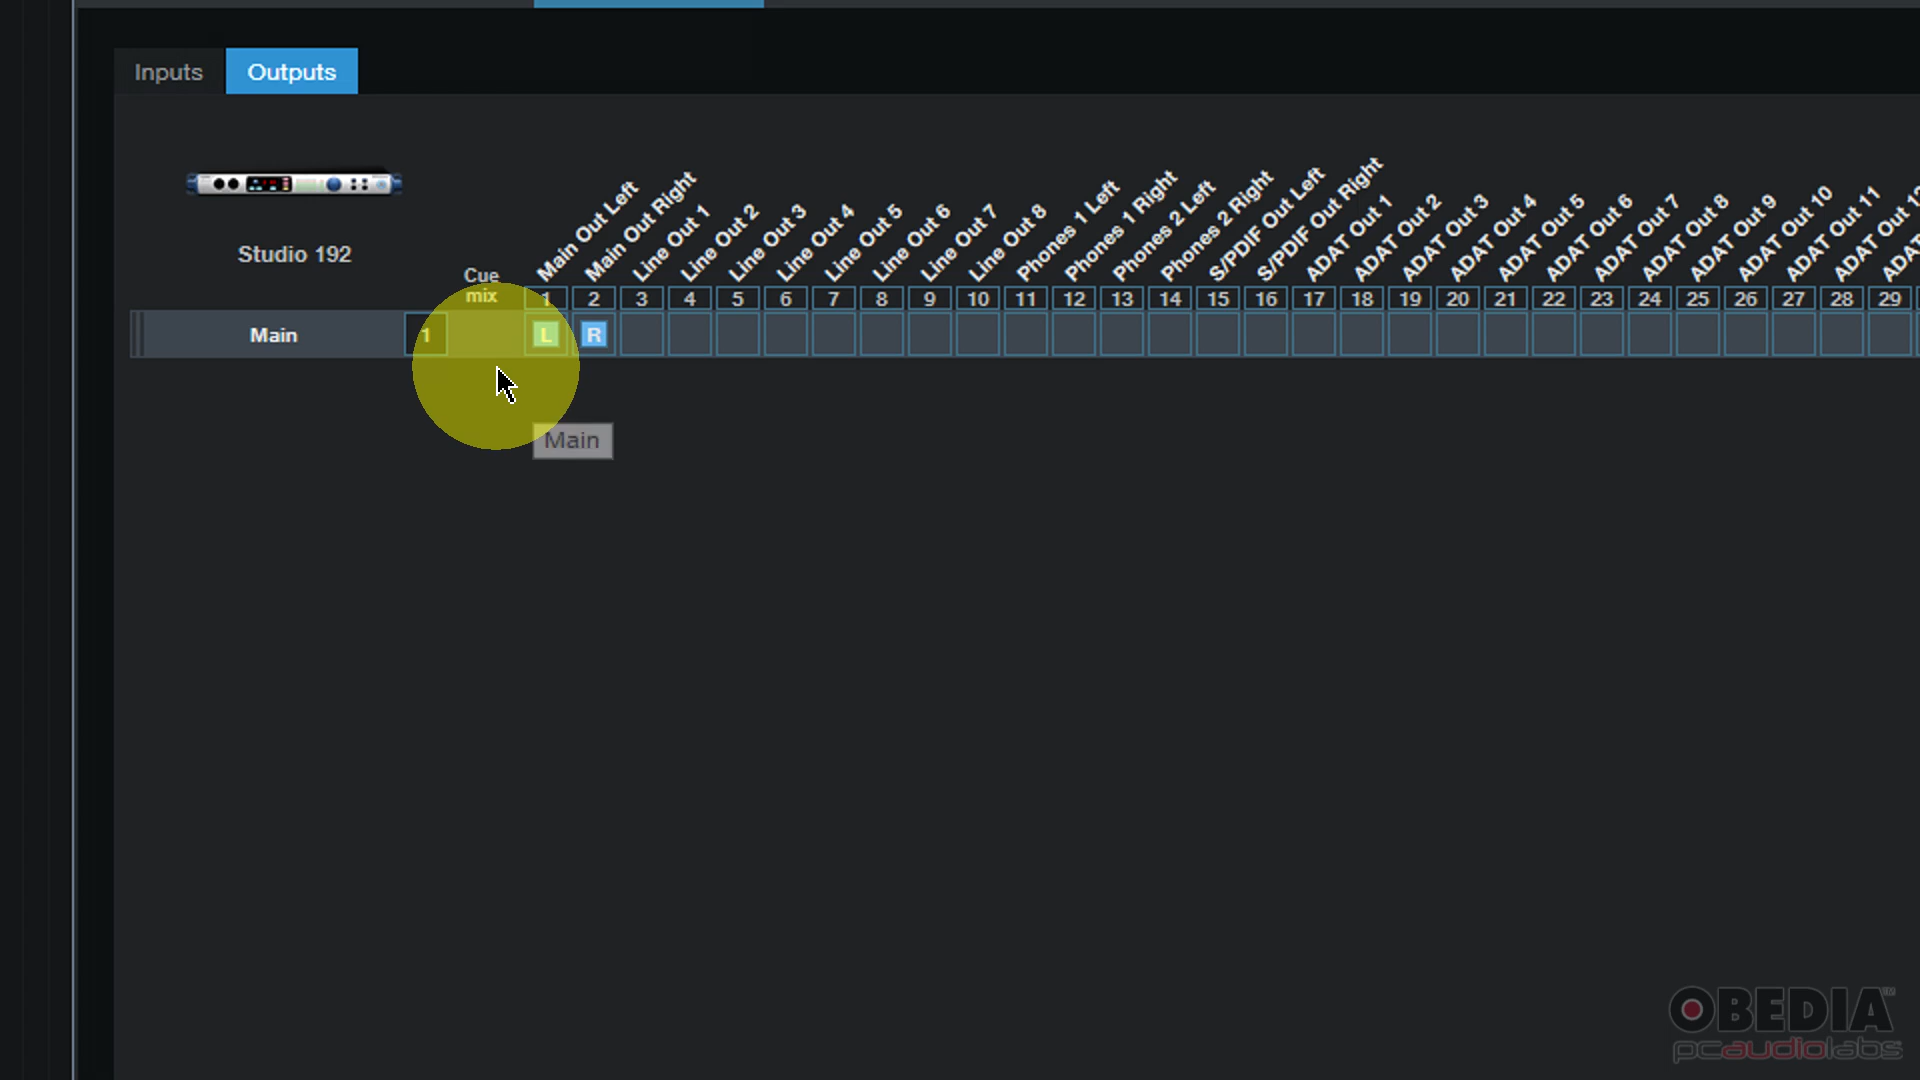 Inputs
Outputs
Studio 192
Cue
mix
Main Out Left
Main Out Right
Line Out 1
Line Out 2
Line Out 3
Line Out 4
Line Out 5
Line Out 6
Line Out 7
Line Out 8
Phones 1 Left
Phones 1 Right
Phones 2 Left
Phones 2 Right
S/PDIF Out Left
S/PDIF Out Right
ADAT Out 1
ADAT Out 2
ADAT Out 3
ADAT Out 4
ADAT Out 5
ADAT Out 6
ADAT Out 7
ADAT Out 8
ADAT Out 9
ADAT Out 10
ADAT Out 11
ADAT Out 12
ADAT
1 2 3 4 5 6 7 8 9 10 11 12 13 14 15 16 17 18 19 20 21 22 23 24 25 26 27 28 29
Main 1 L R
Main
OBEDIA™
pcaudiolabs